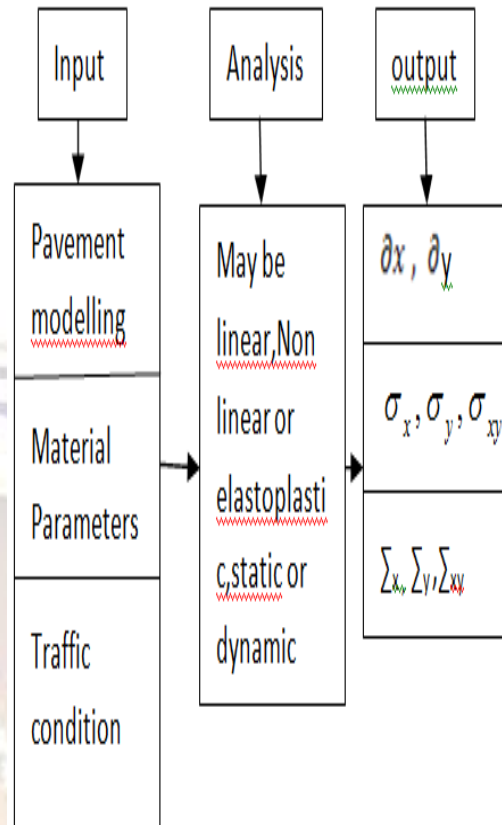 Input
Analysis
output
Pavement
modelling
Material
Parameters
Traffic
condition
May be
linear,Non
linear or
elastoplasti
c,static or
dynamic
∂x , ∂y
σx,σy,σxy
∑x, ∑y,∑xy